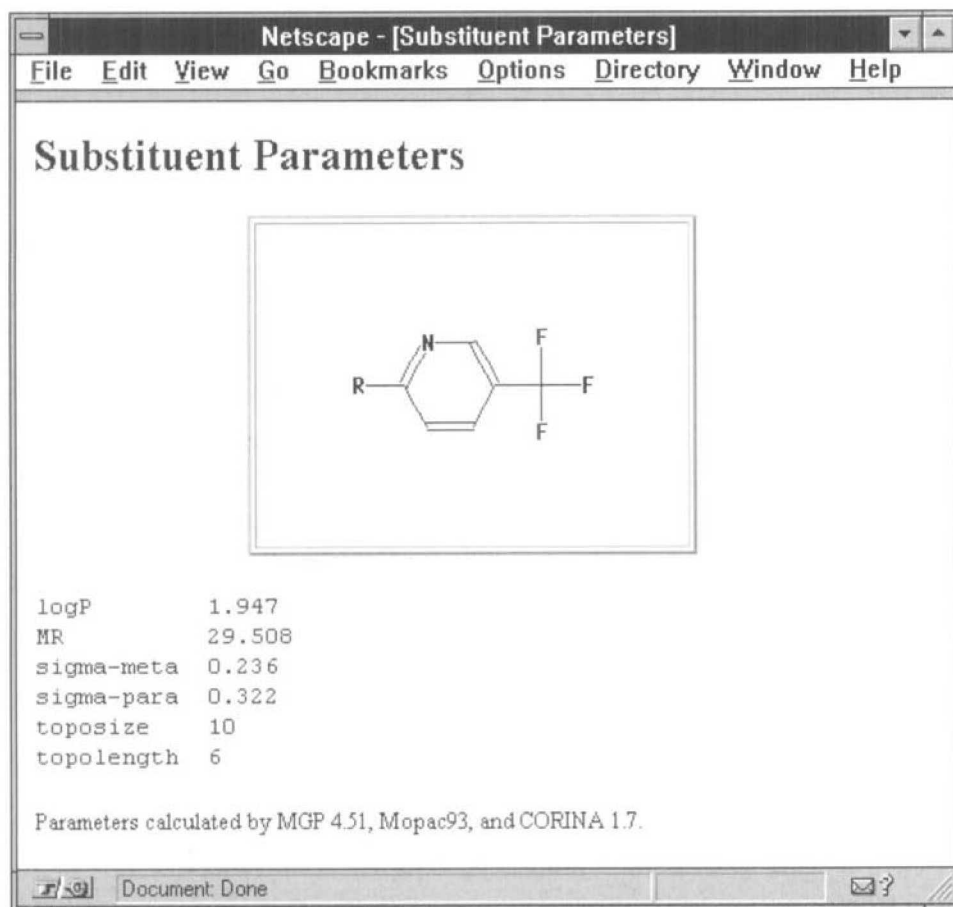 Netscape - [Substituent Parameters]
File Edit View Go Bookmarks Options Directory Window Help
Substituent Parameters
F
N
R
F
F
logP 1.947
MR 29.508
sigma-meta 0.236
sigma-para 0.322
toposize 10
topolength 6
Parameters calculated by MGP 4.51, Mopac93, and CORINA 1.7.
Document: Done
?